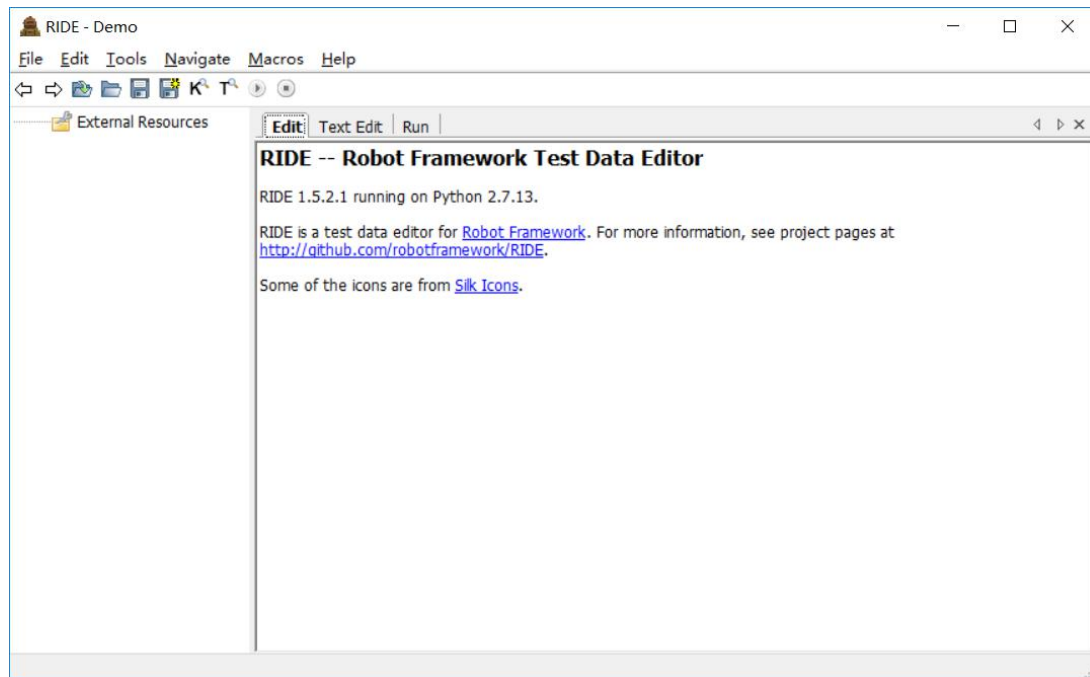 RIDE - Demo
File Edit Tools Navigate Macros Help
K T
External Resources
Edit Text Edit Run
RIDE -- Robot Framework Test Data Editor
RIDE 1.5.2.1 running on Python 2.7.13.
RIDE is a test data editor for Robot Framework. For more information, see project pages at
http://github.com/robotframework/RIDE.
Some of the icons are from Silk Icons.